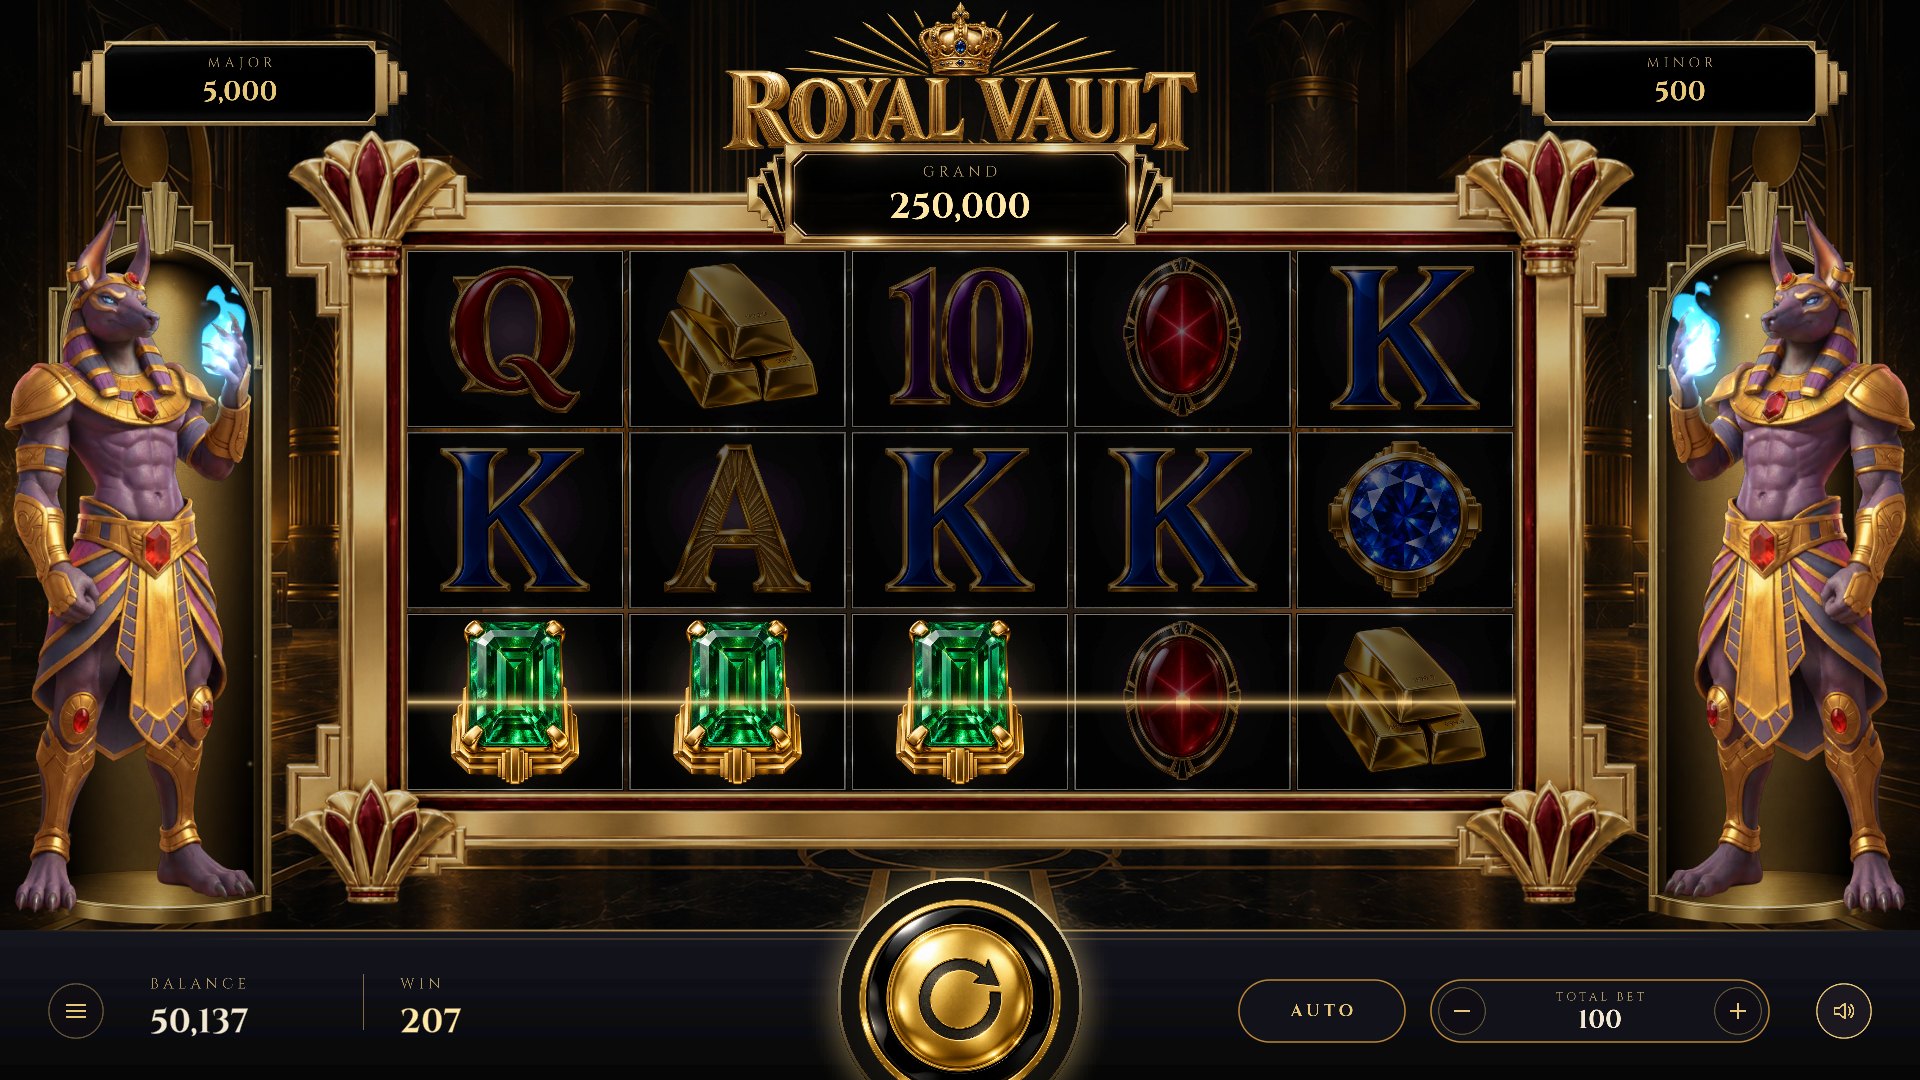 MAJOR
5,000
ROYAL VAULT
MINOR
500
GRAND
250,000
Q
10
K
K
A
K
K
BALANCE
50,137
WIN
207
AUTO
TOTAL BET
100